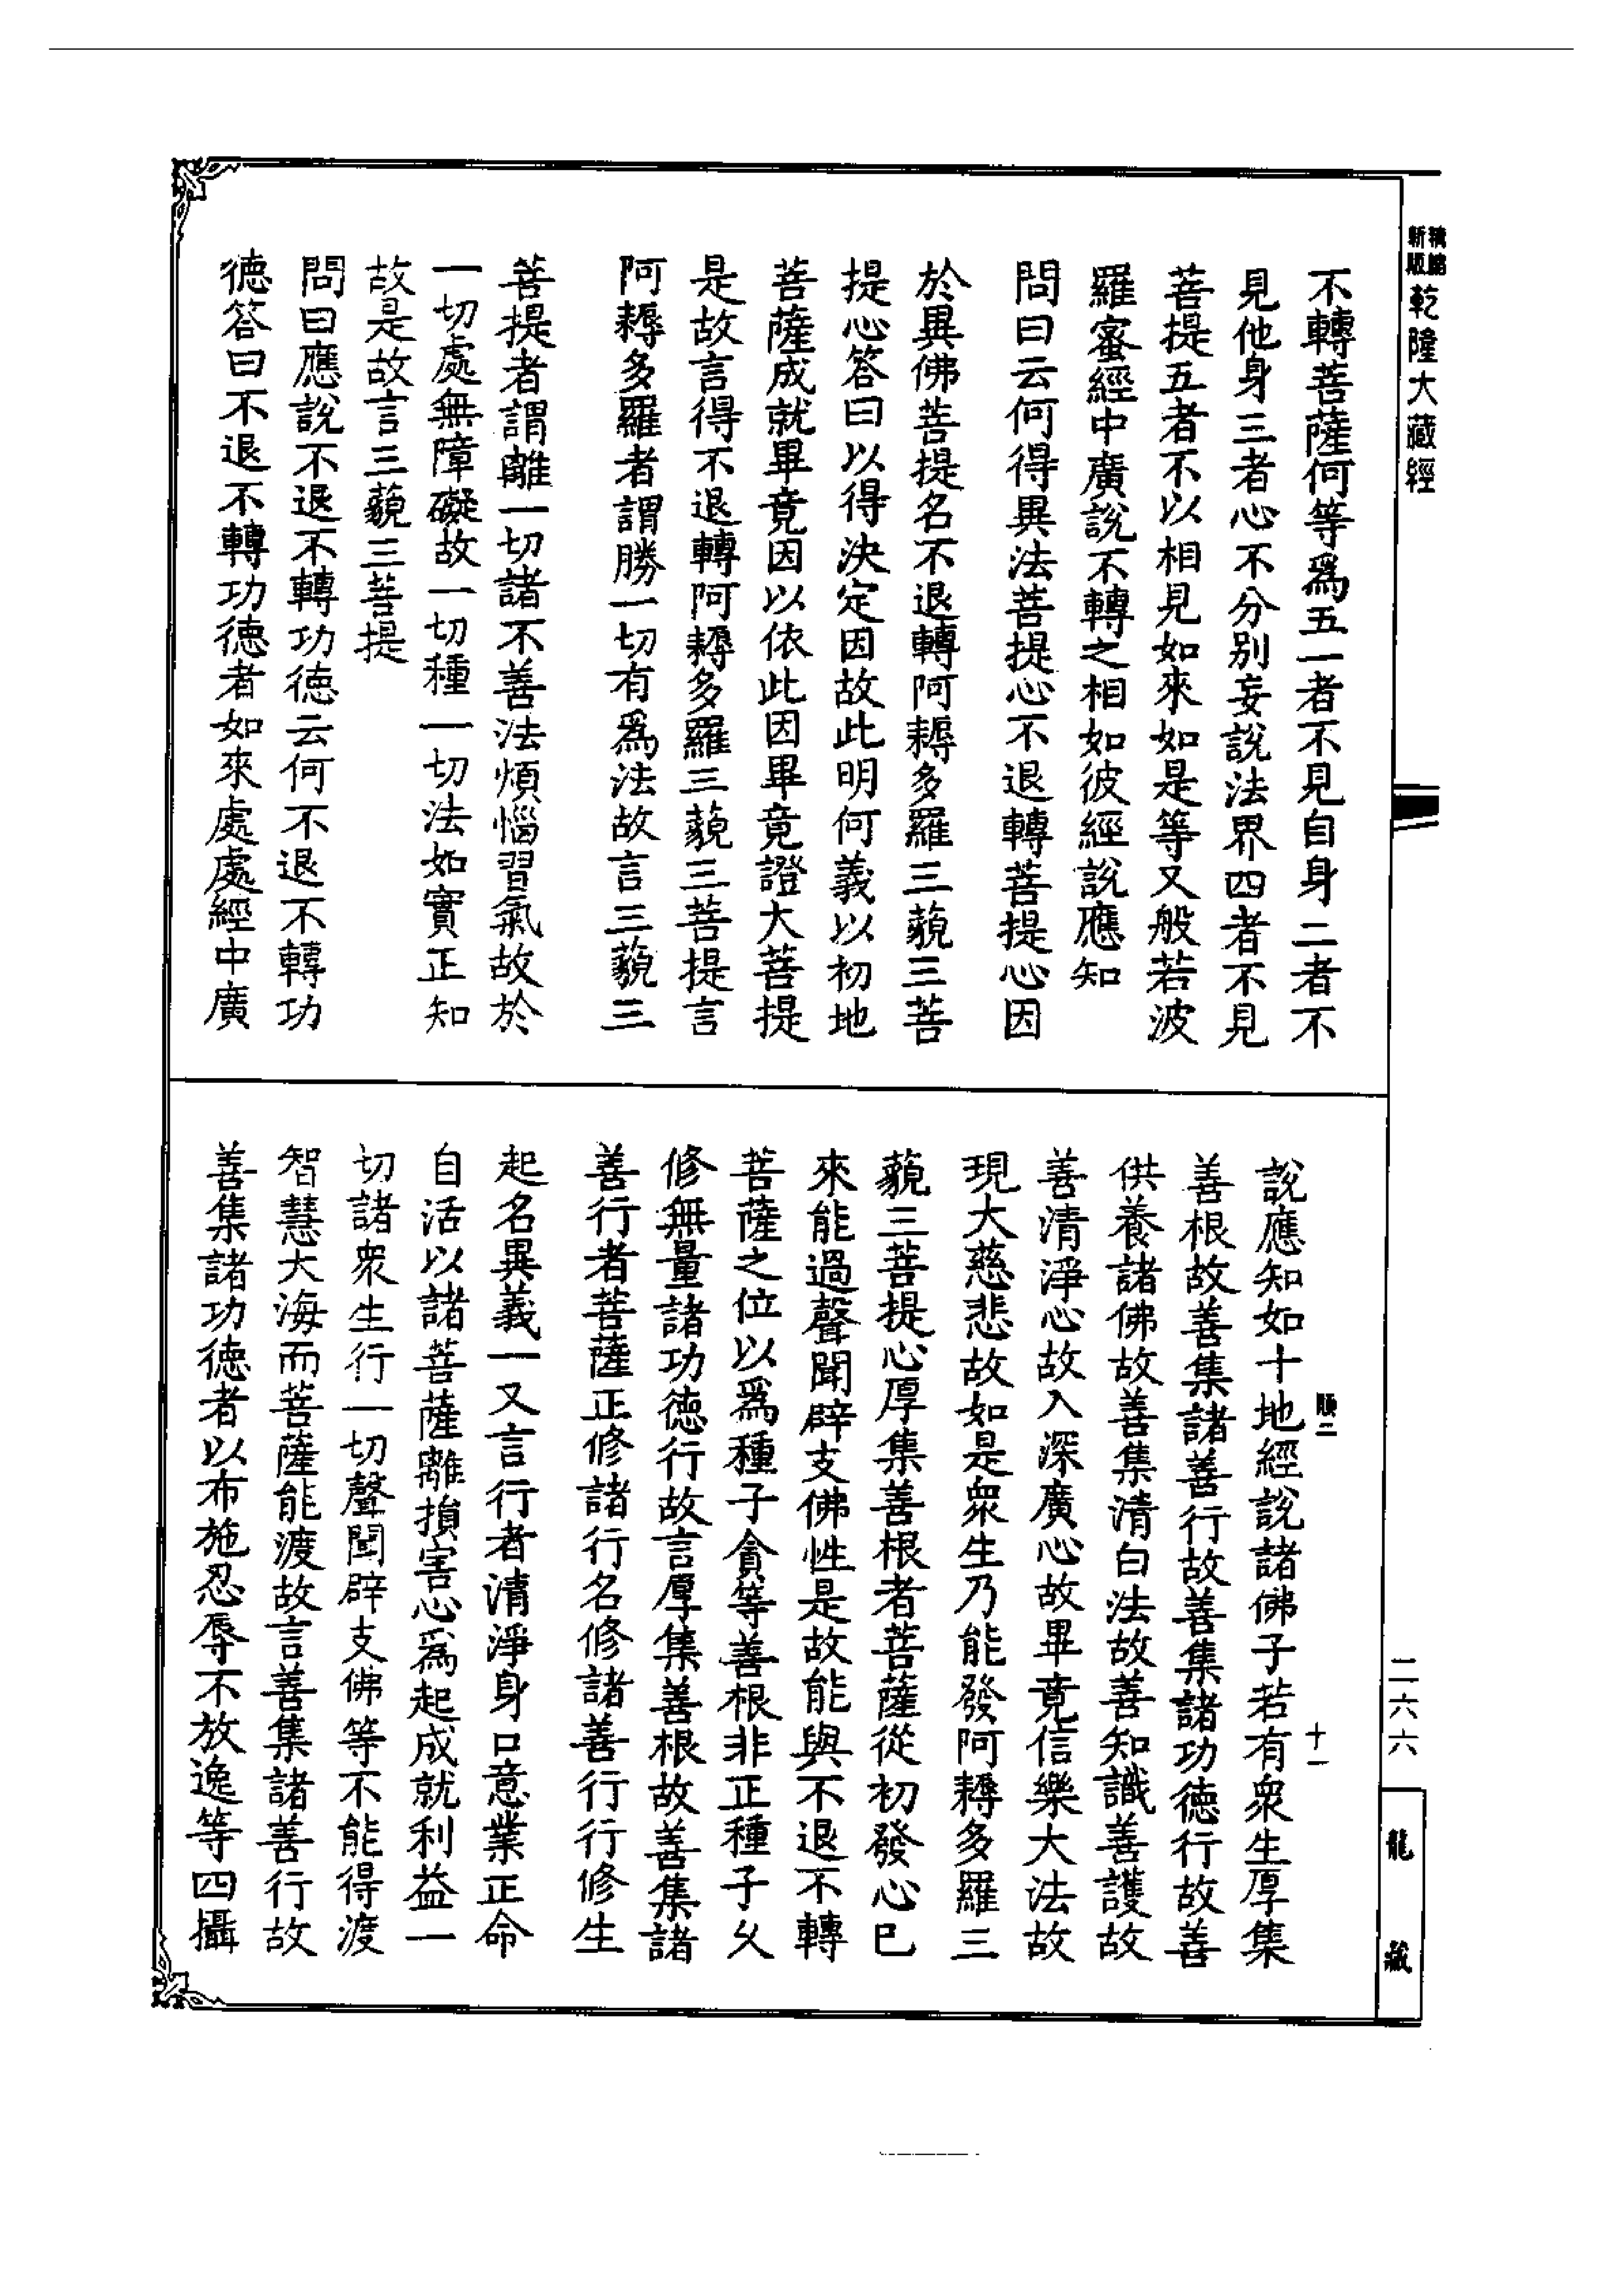 新版精縮
乾隆大藏經
不轉菩薩何等爲五一者不見自身二者不
見他身三者心不分别妄說法界四者不見
菩提五者不以相見如來如是等又般若波
羅蜜經中廣說不轉之相如彼經說應知
問曰云何得異法菩提心不退轉菩提心因
於異佛菩提名不退轉阿耨多羅三藐三菩
提心答曰以得決定因故此明何義以初地
菩薩成就畢竟因以依此因畢竟證大菩提
是故言得不退轉阿耨多羅三藐三菩提言
阿耨多羅者謂勝一切有爲法故言三藐三
菩提者謂離一切諸不善法煩惱習氣故於
一切處無障礙故一切種一切法如實正知
故是故言三藐三菩提
問曰應說不退不轉功德云何不退不轉功
德答曰不退不轉功德者如來處處經中廣
順二
十一
說應知如十地經說諸佛子若有衆生厚集
善根故善集諸善行故善集諸功德行故善
供養諸佛故善集清白法故善知識善護故
善清淨心故入深廣心故畢竟信樂大法故
現大慈悲故如是衆生乃能發阿耨多羅三
藐三菩提心厚集善根者菩薩從初發心巳
來能過聲聞辟支佛性是故能與不退不轉
菩薩之位以爲種子貪等善根非正種子久
修無量諸功德行故言厚集善根故善集諸
善行者菩薩正修諸行名修諸善行行修生
起名異義一又言行者清淨身口意業正命
自活以諸菩薩離損害心爲起成就利益一
切諸衆生行一切聲聞辟支佛等不能得渡
智慧大海而菩薩能渡故言善集諸善行故
善集諸功德者以布施忍辱不放逸等四攝
二六六
龍藏